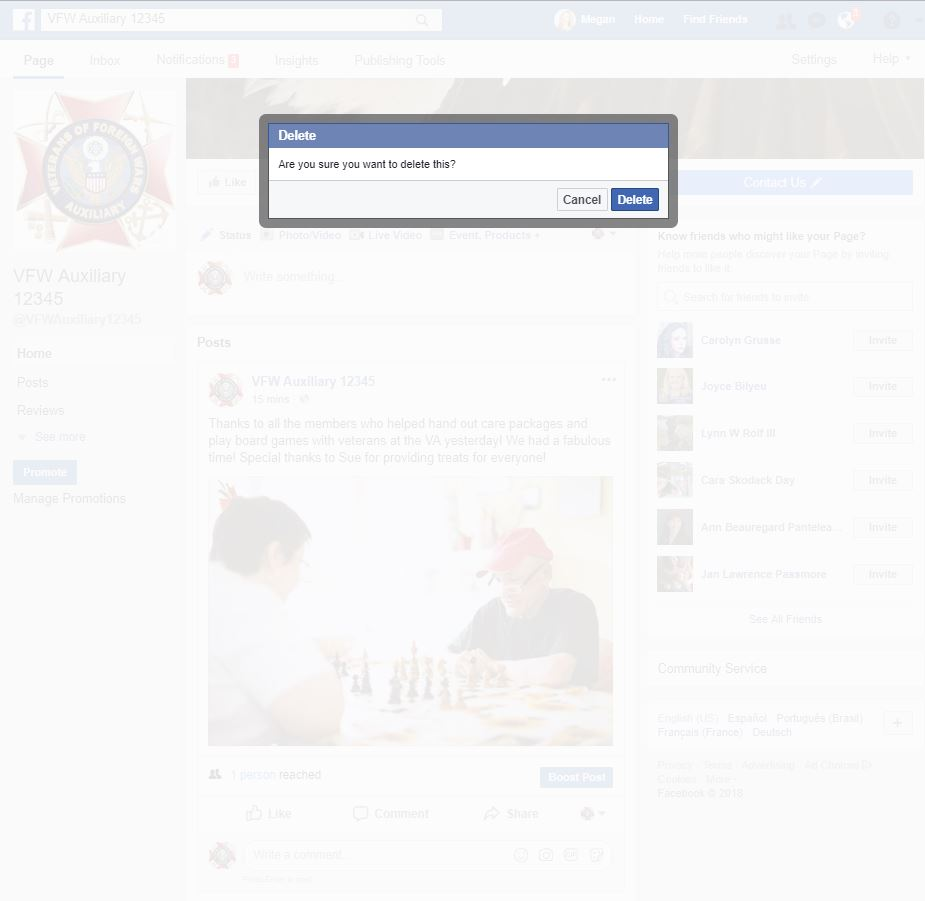 VFW Auxiliary 12345
Megan Home Find Friends
Page Inbox Notifications 3 Insights Publishing Tools Settings Help
VETERANS OF FOREIGN WARS
AUXILIARY
Delete
Are you sure you want to delete this?
Cancel Delete
Like
Contact Us
Status Photo/Video Live Video Event, Products +
Write something...
VFW Auxiliary
12345
@VFWAuxiliary12345
Home
Posts
Reviews
See more
Promote
Manage Promotions
Posts
VFW Auxiliary 12345
15 mins ·
Thanks to all the members who helped hand out care packages and
play board games with veterans at the VA yesterday! We had a fabulous
time! Special thanks to Sue for providing treats for everyone!
1 person reached
Boost Post
Like Comment Share
Write a comment...
Press Enter to post.
Know friends who might like your Page?
Help more people discover your Page by inviting
friends to like it.
Search for friends to invite
Carolyn Grusse Invite
Joyce Bilyeu Invite
Lynn W Rolf III Invite
Cara Skodack Day Invite
Ann Beauregard Pantelea... Invite
Jan Lawrence Passmore Invite
See All Friends
Community Service
English (US) · Español · Português (Brasil) ·
Français (France) · Deutsch
Privacy · Terms · Advertising · Ad Choices ·
Cookies · More
Facebook © 2018